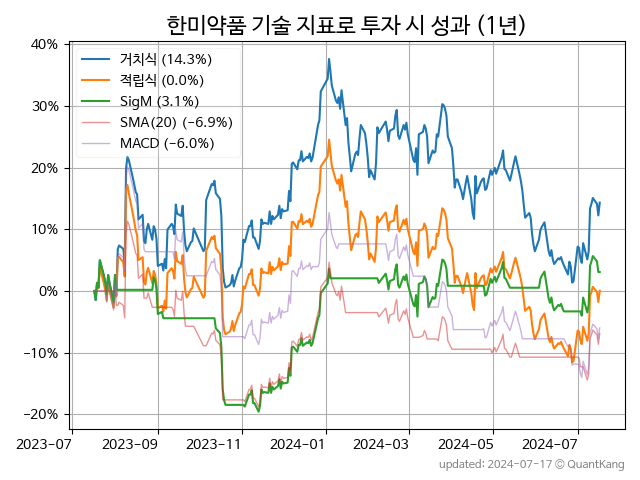 한미약품 기술 지표로 투자 시 성과 (1년)
40%
30%
20%
10%
0%
−10%
−20%
거치식 (14.3%)
적립식 (0.0%)
SigM (3.1%)
SMA(20) (−6.9%)
MACD (−6.0%)
2023-07
2023-09
2023-11
2024-01
2024-03
2024-05
2024-07
updated: 2024-07-17 © QuantKang